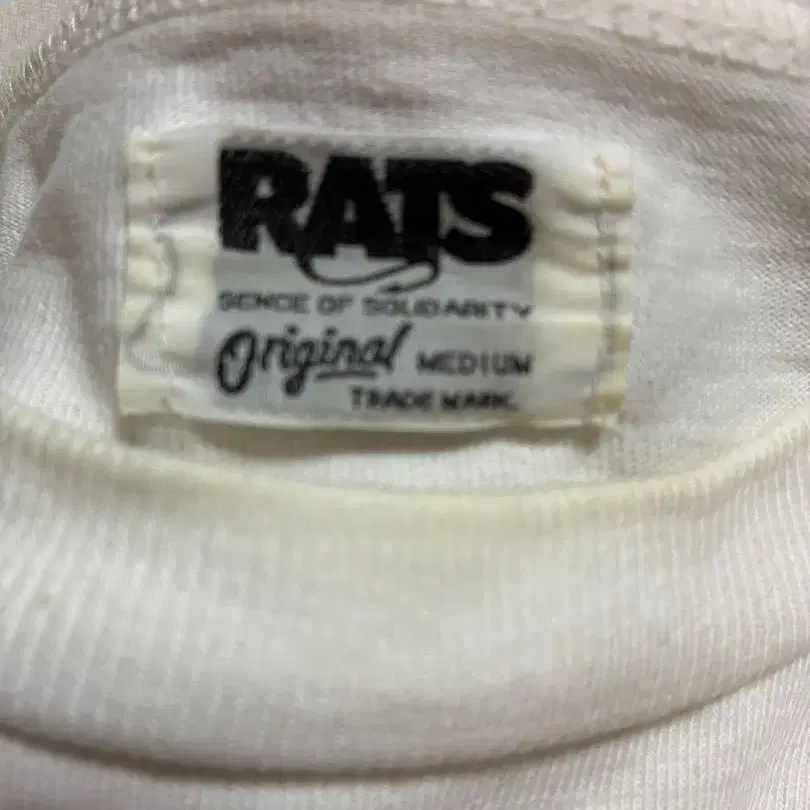 RATS
SENCE OF SOLIDARITY
Original MEDIUM
TRADE MARK.